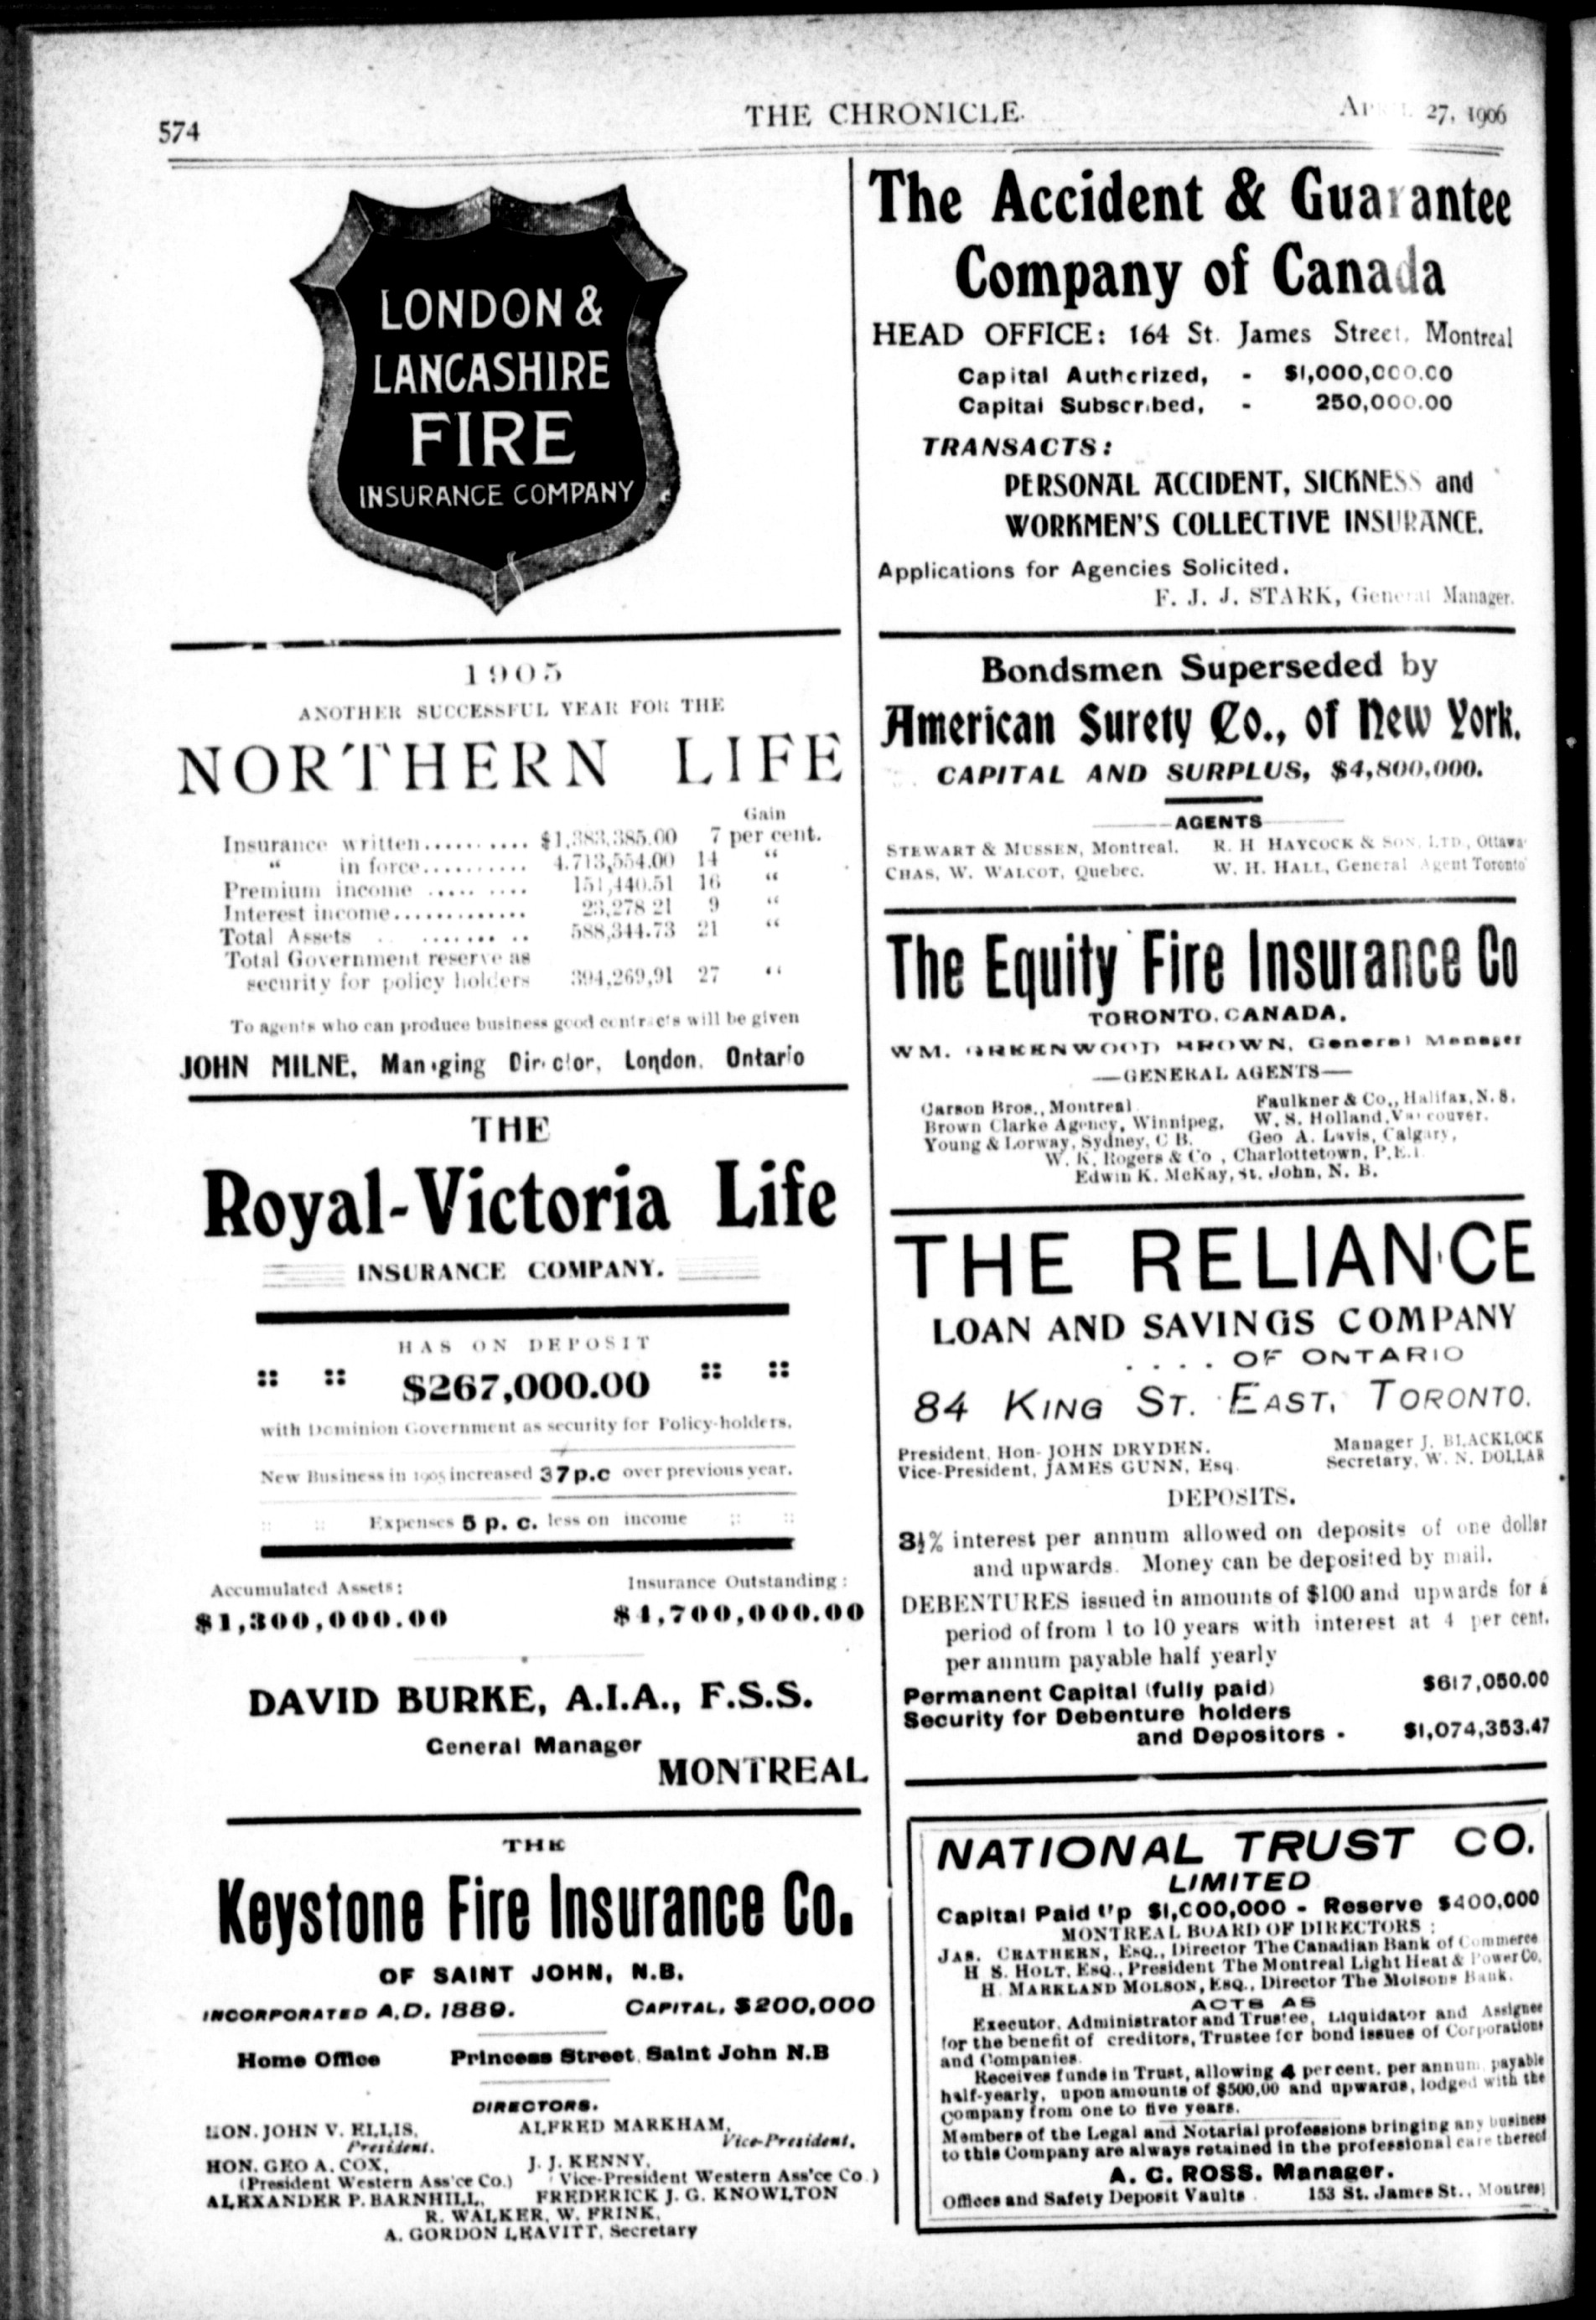 574
THE CHRONICLE.
27, 1906
LONDON &
LANCASHIRE
FIRE
INSURANCE COMPANY
1905
ANOTHER SUCCESSFUL YEAR FOR THE
NORTHERN LIFE
Gain
Insurance written........... $1,383,385.00 7 per cent.
“ in force........... 4,713,554.00 14 “
Premium income ..... .... 151,440.51 16 “
Interest income............. 23,278 21 9 “
Total Assets .. ....... .. 588,344.73 21 “
Total Government reserve as
security for policy holders 394,269,91 27 “
To agents who can produce business good contracts will be given
JOHN MILNE, Managing Director, London, Ontario
THE
Royal-Victoria Life
INSURANCE COMPANY.
HAS ON DEPOSIT
$267,000.00
with Dominion Government as security for Policy-holders.
New Business in 1905 increased 37 p.c over previous year.
Expenses 5 p. c. less on income
Accumulated Assets: Insurance Outstanding:
$1,300,000.00 $4,700,000.00
DAVID BURKE, A.I.A., F.S.S.
General Manager
MONTREAL
THE
Keystone Fire Insurance Co.
OF SAINT JOHN, N.B.
INCORPORATED A.D. 1889. CAPITAL, $200,000
Home Office Princess Street, Saint John N.B
DIRECTORS.
HON. JOHN V. ELLIS, ALFRED MARKHAM,
President. Vice-President.
HON. GEO A. COX, J. J. KENNY,
(President Western Ass'ce Co.) (Vice-President Western Ass'ce Co.)
ALEXANDER P. BARNHILL, FREDERICK J. G. KNOWLTON
R. WALKER, W. FRINK,
A. GORDON LEAVITT, Secretary
The Accident & Guarantee
Company of Canada
HEAD OFFICE: 164 St. James Street, Montreal
Capital Authorized, - $1,000,000.00
Capital Subscribed, - 250,000.00
TRANSACTS:
PERSONAL ACCIDENT, SICKNESS and
WORKMEN'S COLLECTIVE INSURANCE.
Applications for Agencies Solicited.
F. J. J. STARK, General Manager.
Bondsmen Superseded by
American Surety Co., of New York.
CAPITAL AND SURPLUS, $4,800,000.
AGENTS
STEWART & MUSSEN, Montreal. R. H HAYCOCK & SON, LTD., Ottawa
CHAS, W. WALCOT, Quebec. W. H. HALL, General Agent Toronto
The Equity Fire Insurance Co
TORONTO, CANADA.
WM. GREENWOOD BROWN, General Manager
—GENERAL AGENTS—
Carson Bros., Montreal Faulkner & Co., Halifax, N. S.
Brown Clarke Agency, Winnipeg. W. S. Holland, Vancouver.
Young & Lorway, Sydney, C B. Geo A. Lavis, Calgary,
W. K. Rogers & Co , Charlottetown, P.E.I
Edwin K. McKay, St. John, N. B.
THE RELIANCE
LOAN AND SAVINGS COMPANY
. . . . OF ONTARIO
84 KING ST. EAST, TORONTO.
President, Hon- JOHN DRYDEN. Manager J. BLACKLOCK
Vice-President, JAMES GUNN, Esq. Secretary, W. N. DOLLAR
DEPOSITS.
3½% interest per annum allowed on deposits of one dollar
and upwards. Money can be deposited by mail.
DEBENTURES issued in amounts of $100 and upwards for a
period of from 1 to 10 years with interest at 4 per cent.
per annum payable half yearly
Permanent Capital (fully paid) $617,050.00
Security for Debenture holders
and Depositors - $1,074,353.47
NATIONAL TRUST CO.
LIMITED
Capital Paid Up $1,000,000 - Reserve $400,000
MONTREAL BOARD OF DIRECTORS :
JAS. CRATHERN, ESQ., Director The Canadian Bank of Commerce
H S. HOLT, ESQ., President The Montreal Light Heat & Power Co.
H MARKLAND MOLSON, ESQ., Director The Molsons Bank.
ACTS AS
Executor, Administrator and Trustee, Liquidator and Assignee
for the benefit of creditors, Trustee for bond issues of Corporations
and Companies.
Receives funds in Trust, allowing 4 per cent. per annum, payable
half-yearly, upon amounts of $500,00 and upwards, lodged with the
Company from one to five years.
Members of the Legal and Notarial professions bringing any business
to this Company are always retained in the professional care thereof
A. C. ROSS, Manager.
Offices and Safety Deposit Vaults 153 St. James St., Montreal